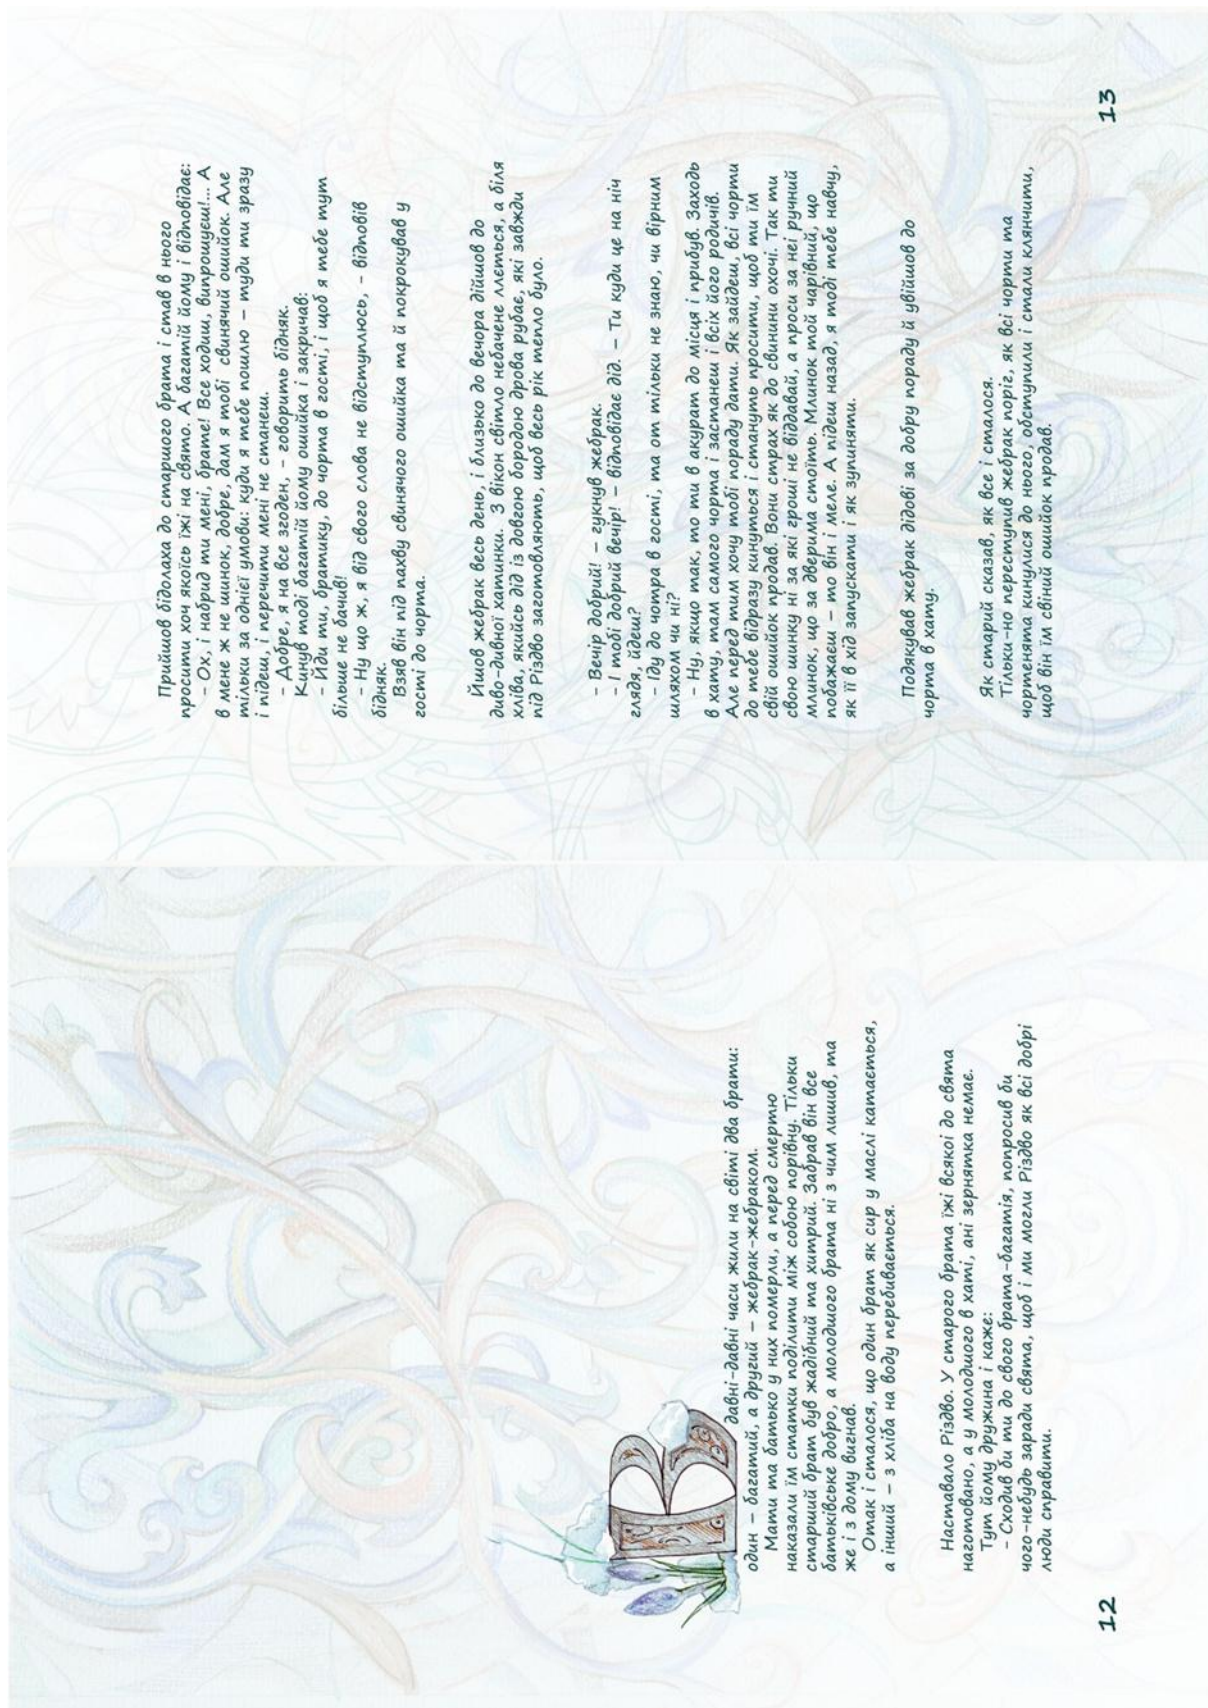 В давні-давні часи жили на світі два брати:
один – багатий, а другий – жебрак-жебраком.
Мати та батько у них померли, а перед смертю
наказали їм статки поділити між собою порівну. Тільки
старший брат був жадібний та хитрий. Забрав він все
батьківське добро, а молодшого брата ні з чим лишив, та
же і з дому вигнав.
Отак і сталося, що один брат як сир у маслі катається,
а інший – з хліба на воду перебивається.
Наставало Різдво. У старого брата їжі всякої до свята
наготовано, а у молодшого в хаті, ані зернятка немає.
Тут йому дружина і каже:
- Сходив би ти до свого брата-багатія, попросив би
чого-небудь заради свята, щоб і ми могли Різдво як всі добрі
люди справити.
12
Прийшов бідолаха до старшого брата і став в нього
просити хоч якоїсь їжі на свято. А багатій йому і відповідає:
- Ох, і набрид ти мені, брате! Все ходиш, випрошуєш!... А
в мене ж не шинок, добре, дам я тобі свинячий ошийок. Але
тільки за однієї умови: куди я тебе пошлю – туди ти зразу
і підеш, і перечити мені не станеш.
- Добре, я на все згоден, - говорить бідняк.
Кинув тоді багатій йому ошийка і закричав:
- Йди ти, братику, до чорта в гості, і щоб я тебе тут
більше не бачив!
- Ну що ж, я від свого слова не відступлюсь, - відповів
бідняк.
Взяв він під пахву свинячого ошийка та й покрокував у
гості до чорта.
Йшов жебрак весь день, і близько до вечора дійшов до
диво-дивної хатинки. З вікон світло небачене ллється, а біля
хліва, якийсь дід із довгою бородою дрова рубає, які завжди
під Різдво заготовляють, щоб весь рік тепло було.
- Вечір добрий! – гукнув жебрак.
- І тобі добрий вечір! – відповідає дід. – Ти куди це на ніч
глядя, йдеш?
- Іду до чотра в гості, та от тільки не знаю, чи вірним
шляхом чи ні?
- Ну, якщо так, то ти в акурат до місця і прибув. Заходь
в хату, там самого чорта і застанеш і всіх його родичів.
Але перед тим хочу тобі пораду дати. Як зайдеш, всі чорти
до тебе відразу кинуться і стануть просити, щоб ти їм
свій ошийок продав. Вони страх як до свинини охочі. Так ти
свою шинку ні за які гроші не віддавай, а проси за неї ручний
млинок, що за дверима стоїть. Млинок той чарівний, що
побажаєш – то він і меле. А підеш назад, я тоді тебе навчу,
як її в хід запускати і як зупиняти.
Подякував жебрак дідові за добру пораду й увійшов до
чорта в хату.
Як старий сказав, як все і сталося.
Тільки-но переступив жебрак поріг, як всі чорти та
чортенята кинулися до нього, обступили і стали клянчити,
щоб він їм свіний ошийок продав.
13